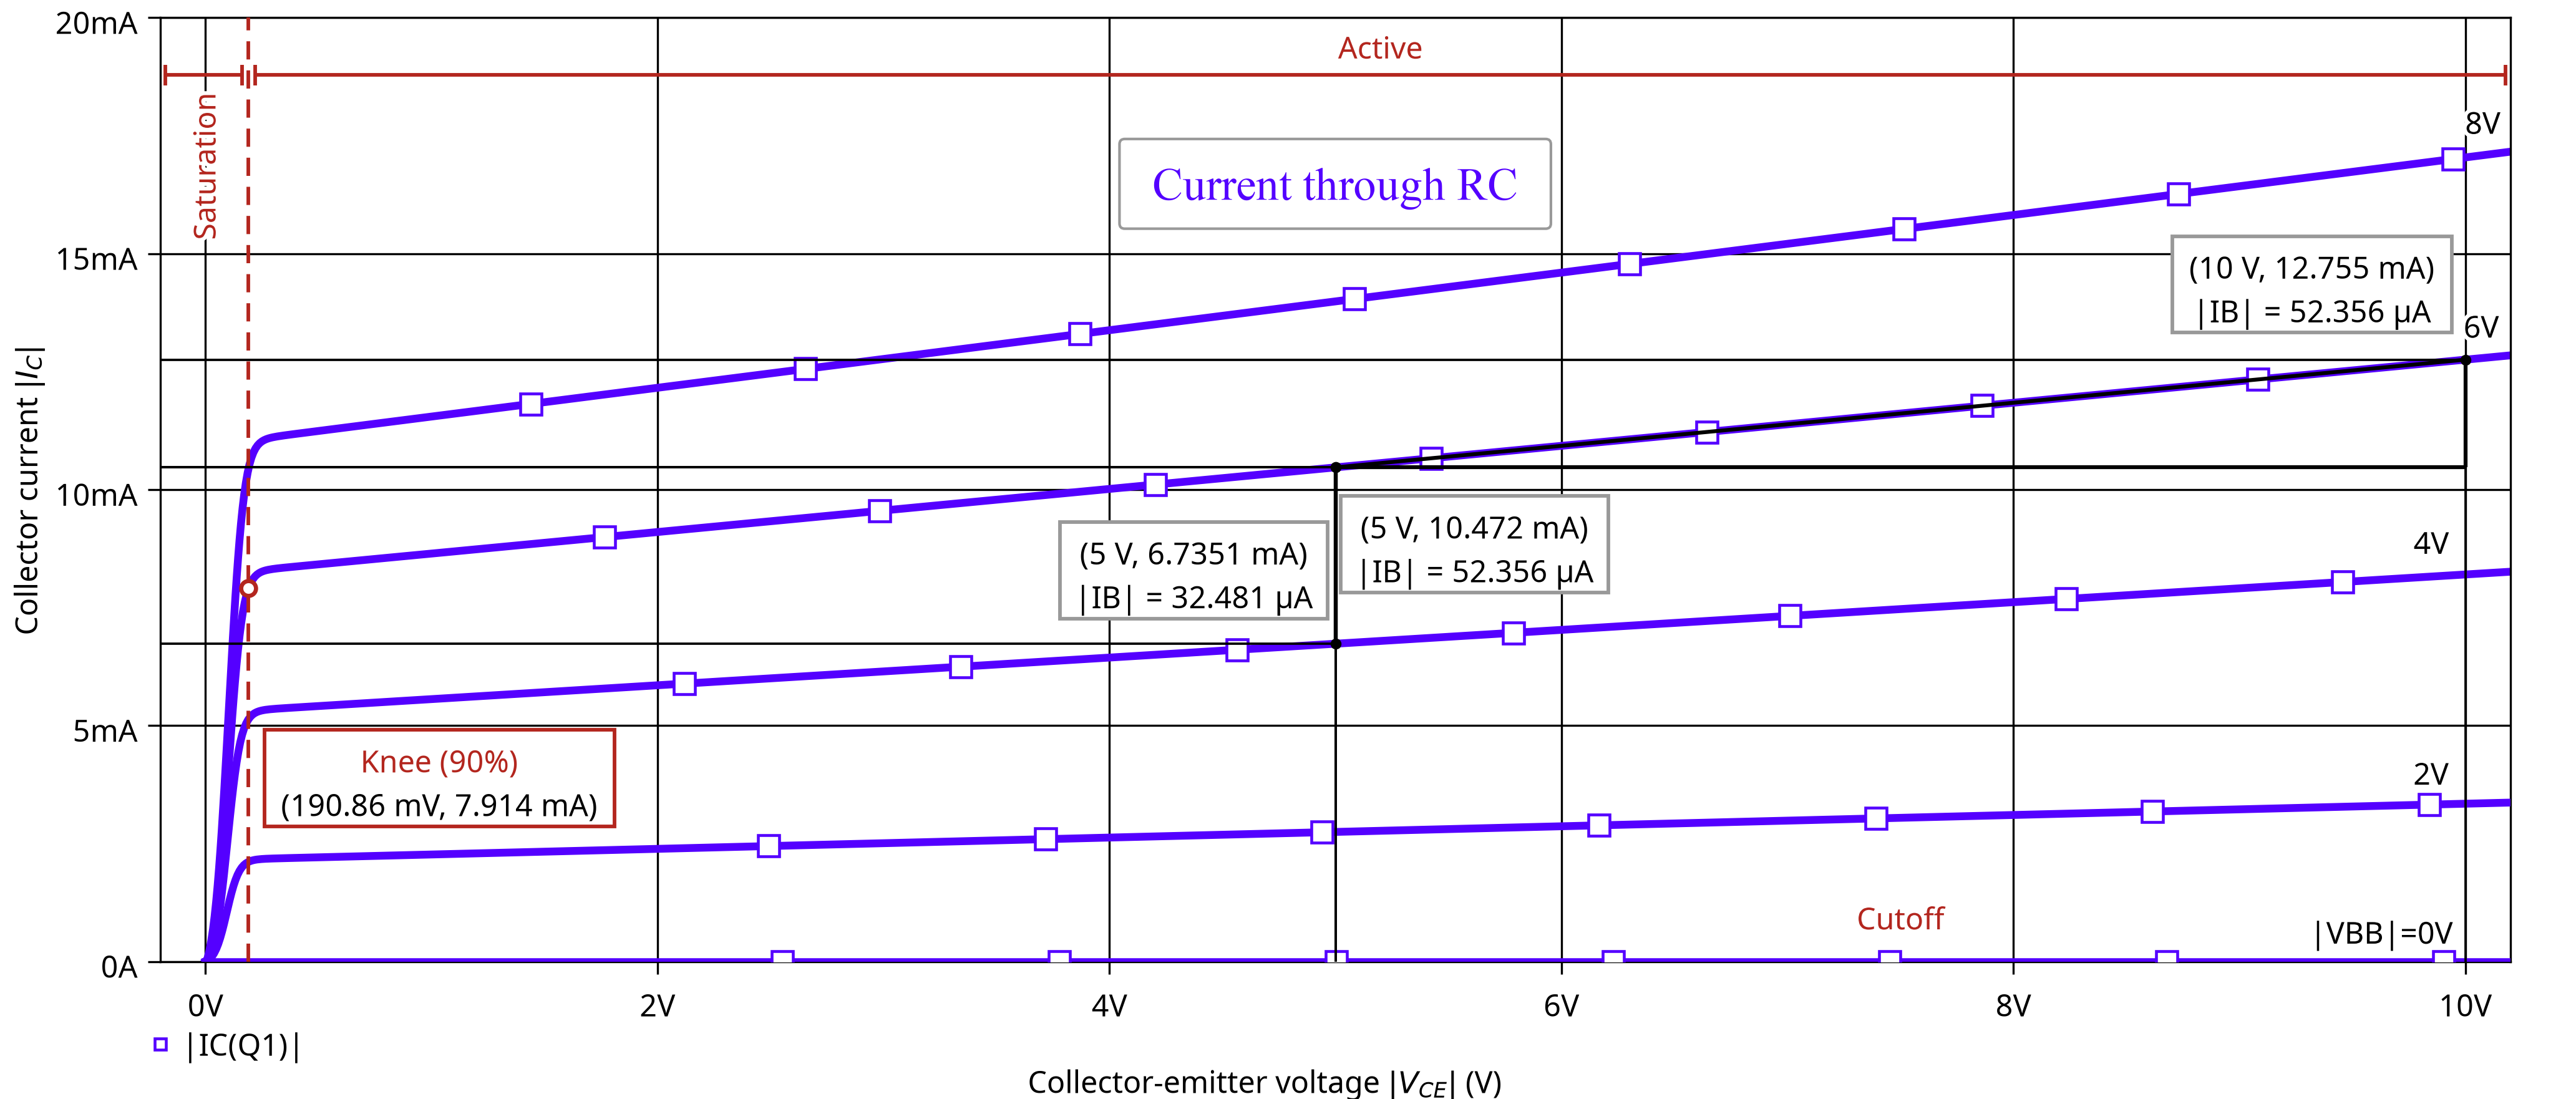 20mA
Active
Saturation
8V
Current through RC
15mA
(10 V, 12.755 mA)
|IB| = 52.356 µA
6V
Collector current |IC|
10mA
(5 V, 10.472 mA)
|IB| = 52.356 µA
(5 V, 6.7351 mA)
|IB| = 32.481 µA
4V
5mA
Knee (90%)
(190.86 mV, 7.914 mA)
2V
Cutoff
|VBB|=0V
0A
0V 2V 4V 6V 8V 10V
|IC(Q1)|
Collector-emitter voltage |VCE| (V)